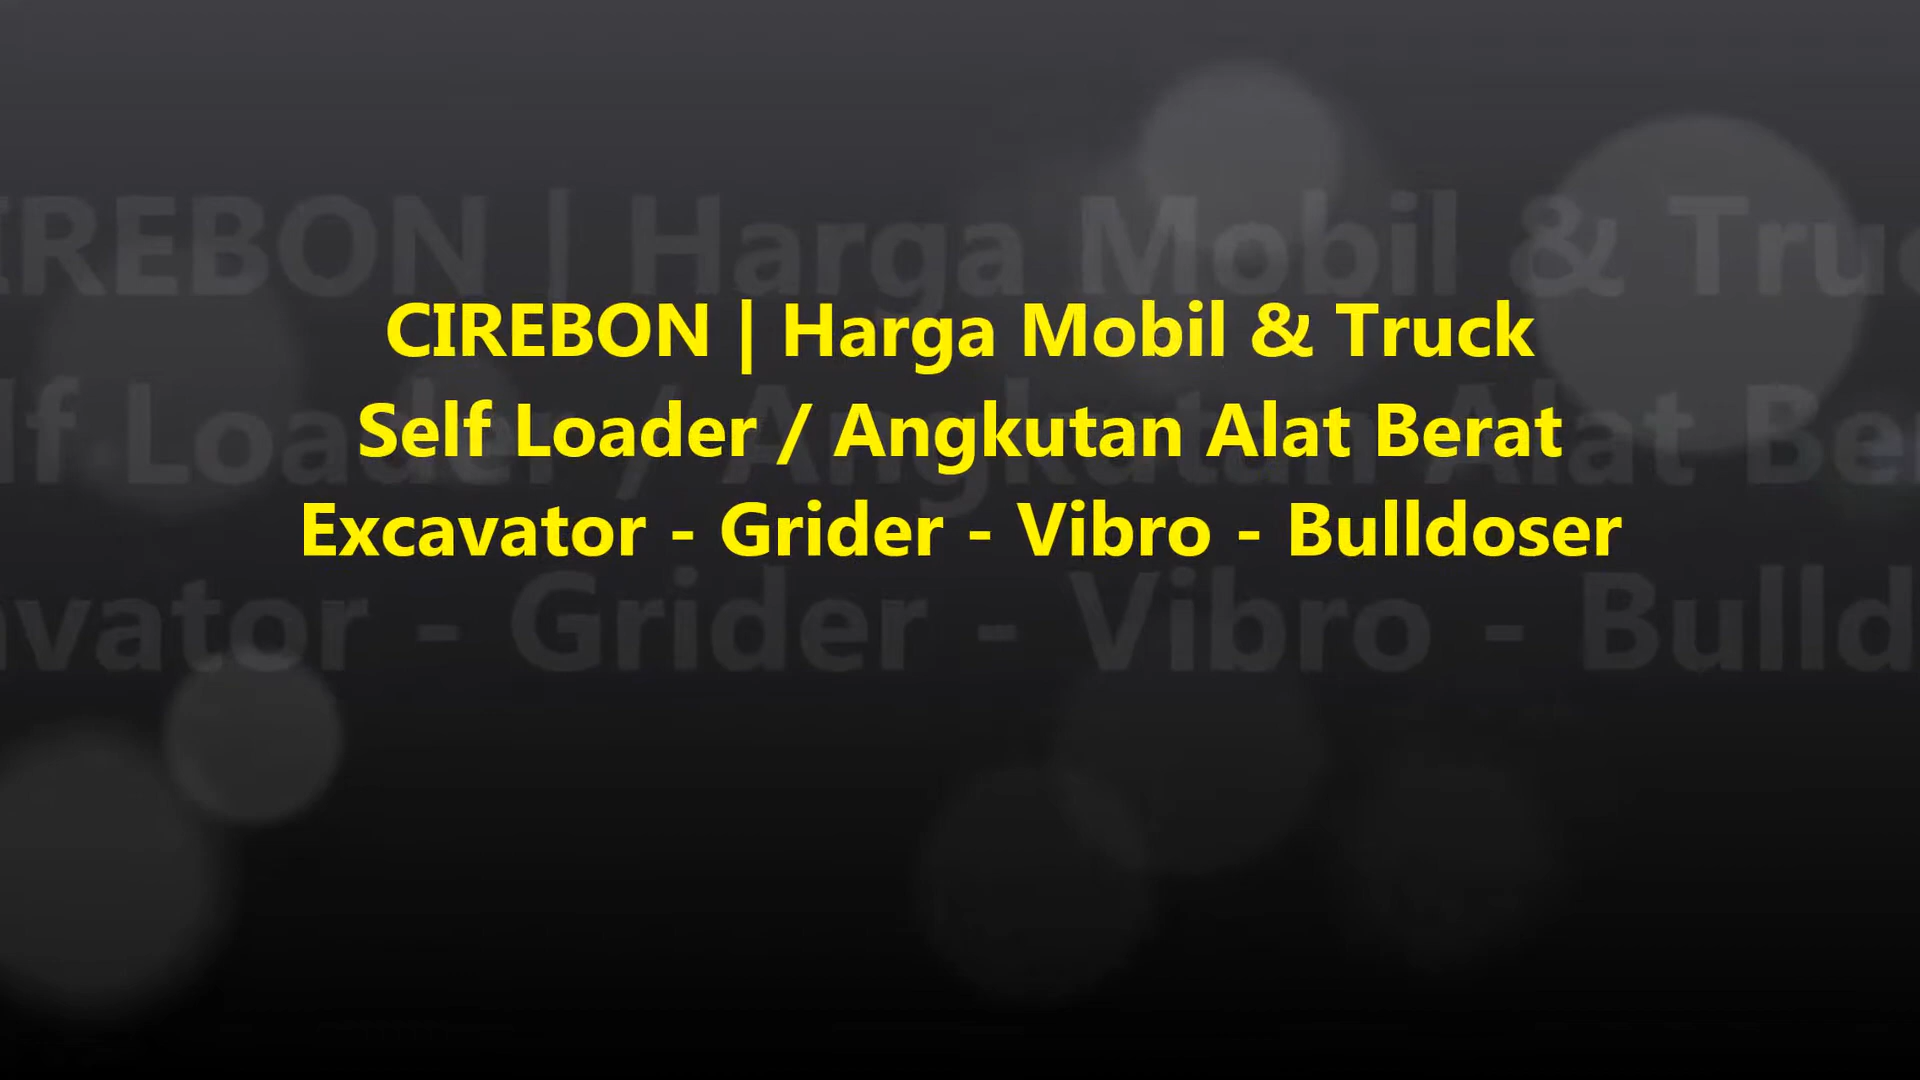 CIREBON | Harga Mobil & Truck
Self Loader / Angkutan Alat Berat
Excavator - Grider - Vibro - Bulldoser